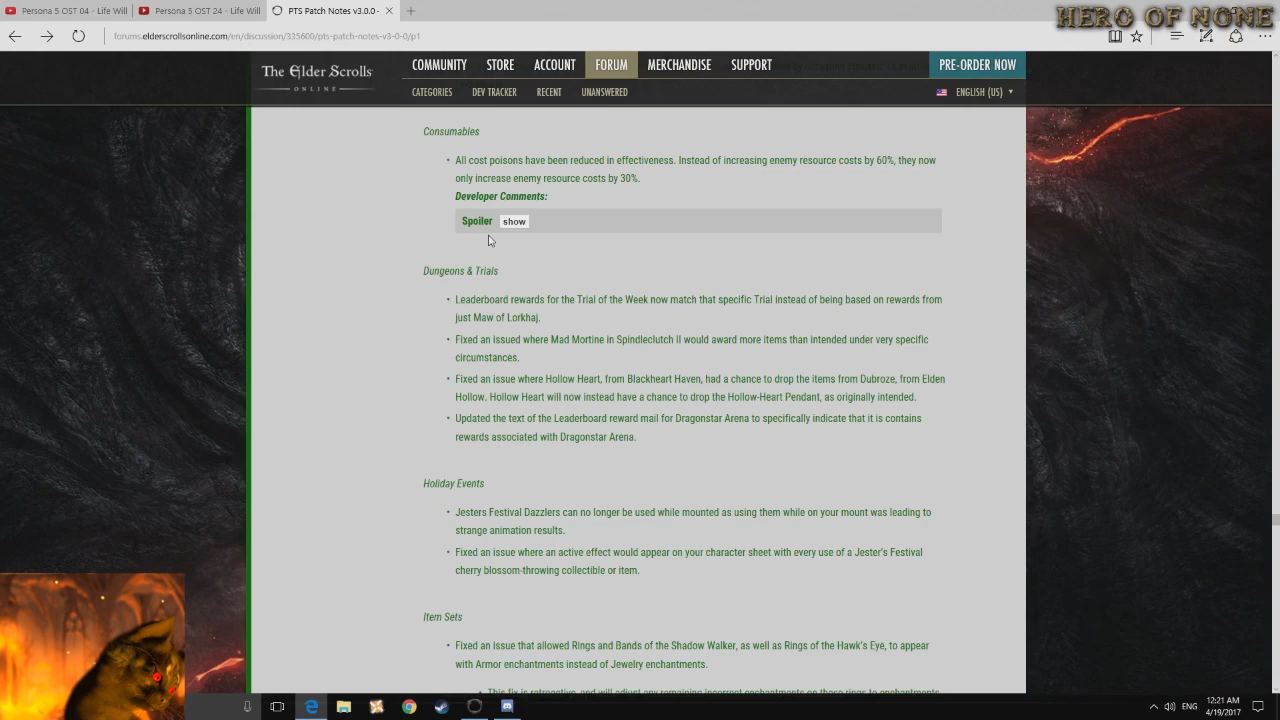 HERO OF NONE
Persona 5 OST 04 - Life Will
Persona 5 OST 24 - Life Will
PTS Patch Notes v3.0.0 -
forums.elderscrollsonline.com/en/discussion/335600/pts-patch-notes-v3-0-0/p1
The Elder Scrolls
ONLINE
COMMUNITY STORE ACCOUNT FORUM MERCHANDISE SUPPORT PRE-ORDER NOW
CATEGORIES DEV TRACKER RECENT UNANSWERED ENGLISH (US)
Consumables
• All cost poisons have been reduced in effectiveness. Instead of increasing enemy resource costs by 60%, they now
only increase enemy resource costs by 30%.
Developer Comments:
Spoiler show
Dungeons & Trials
• Leaderboard rewards for the Trial of the Week now match that specific Trial instead of being based on rewards from
just Maw of Lorkhaj.
• Fixed an issued where Mad Mortine in Spindleclutch II would award more items than intended under very specific
circumstances.
• Fixed an issue where Hollow Heart, from Blackheart Haven, had a chance to drop the items from Dubroze, from Elden
Hollow. Hollow Heart will now instead have a chance to drop the Hollow-Heart Pendant, as originally intended.
• Updated the text of the Leaderboard reward mail for Dragonstar Arena to specifically indicate that it is contains
rewards associated with Dragonstar Arena.
Holiday Events
• Jesters Festival Dazzlers can no longer be used while mounted as using them while on your mount was leading to
strange animation results.
• Fixed an issue where an active effect would appear on your character sheet with every use of a Jester's Festival
cherry blossom-throwing collectible or item.
Item Sets
• Fixed an issue that allowed Rings and Bands of the Shadow Walker, as well as Rings of the Hawk's Eye, to appear
with Armor enchantments instead of Jewelry enchantments.
• This fix is retroactive, and will adjust any remaining incorrect enchantments on these rings to enchantments
ENG
12:21 AM
4/19/2017